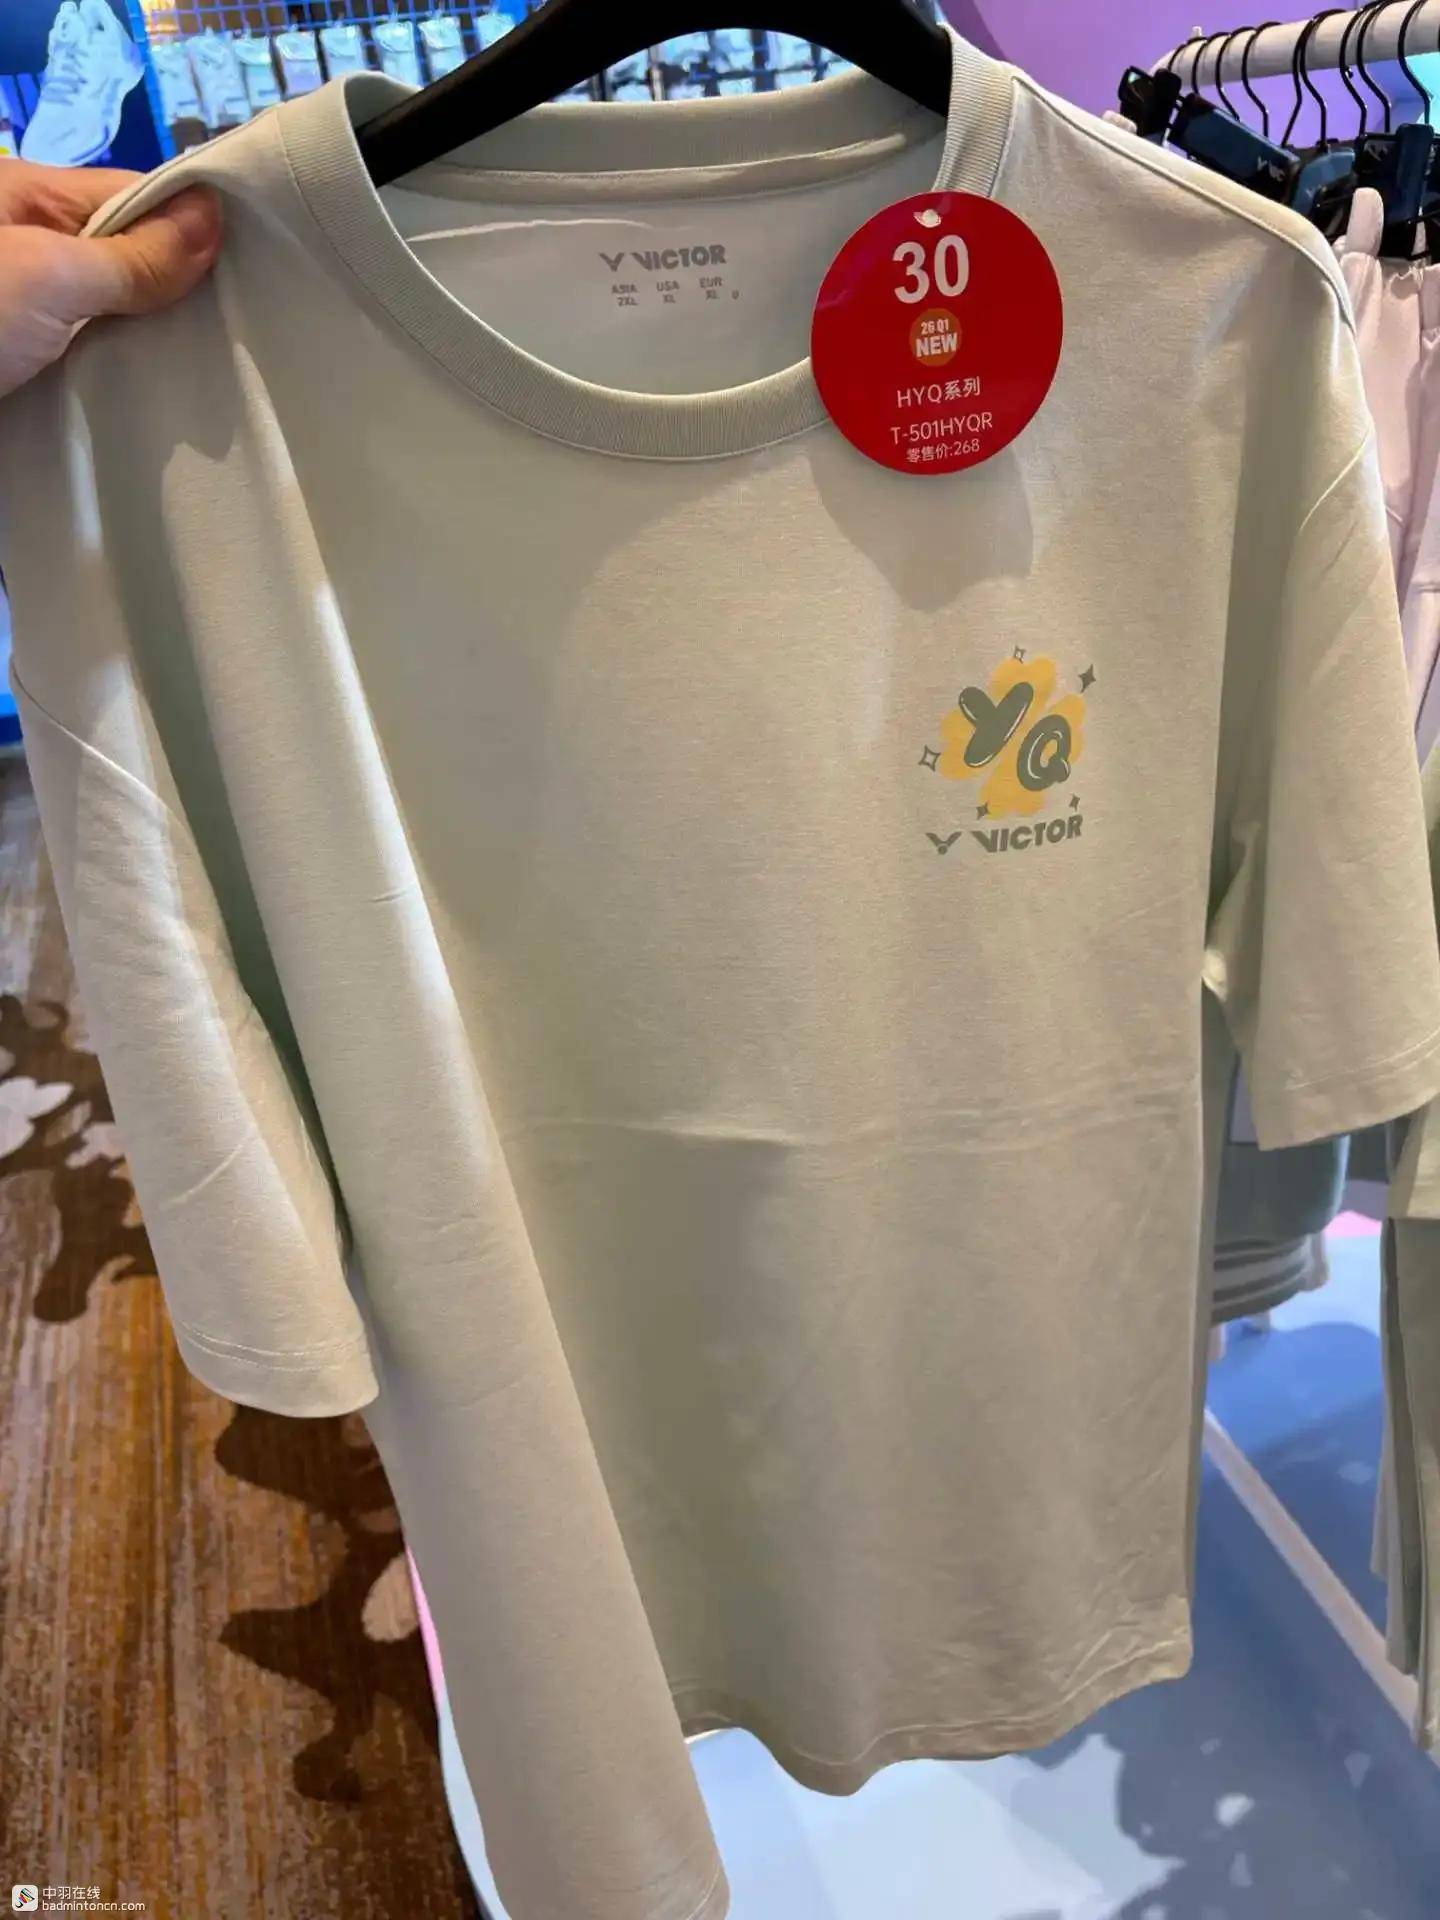 VICTOR
ASIA USA EUR
2XL XL XL U
30
26 Q1
NEW
HYQ系列
T-501HYQR
零售价:268
YQ
VICTOR
中羽在线
badmintoncn.com